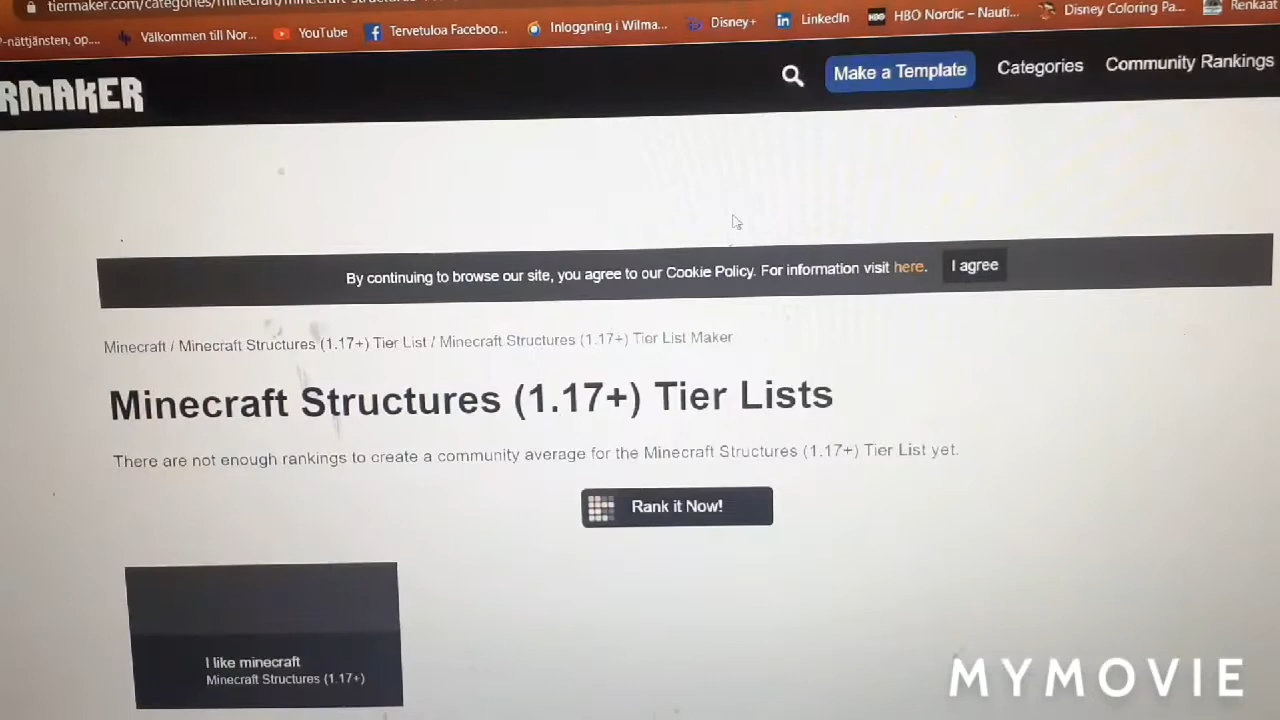 tiermaker.com/categories/minecraft/minecraft-structures
-nättjänsten, op.... Välkommen till Nor... YouTube Tervetuloa Faceboo... Inloggning i Wilma... Disney+ LinkedIn HBO Nordic – Nauti... Disney Coloring Pa... Renkaat
RMAKER Make a Template Categories Community Rankings
By continuing to browse our site, you agree to our Cookie Policy. For information visit here. I agree
Minecraft / Minecraft Structures (1.17+) Tier List / Minecraft Structures (1.17+) Tier List Maker
Minecraft Structures (1.17+) Tier Lists
There are not enough rankings to create a community average for the Minecraft Structures (1.17+) Tier List yet.
Rank it Now!
I like minecraft
Minecraft Structures (1.17+)
MYMOVIE